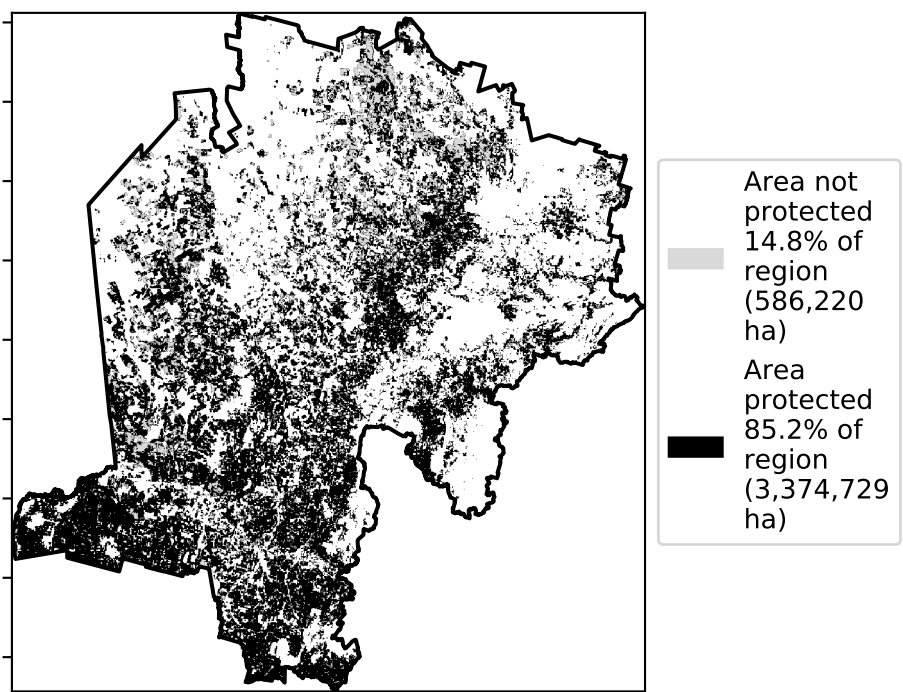 Area not
protected
14.8% of
region
(586,220
ha)
Area
protected
85.2% of
region
(3,374,729
ha)